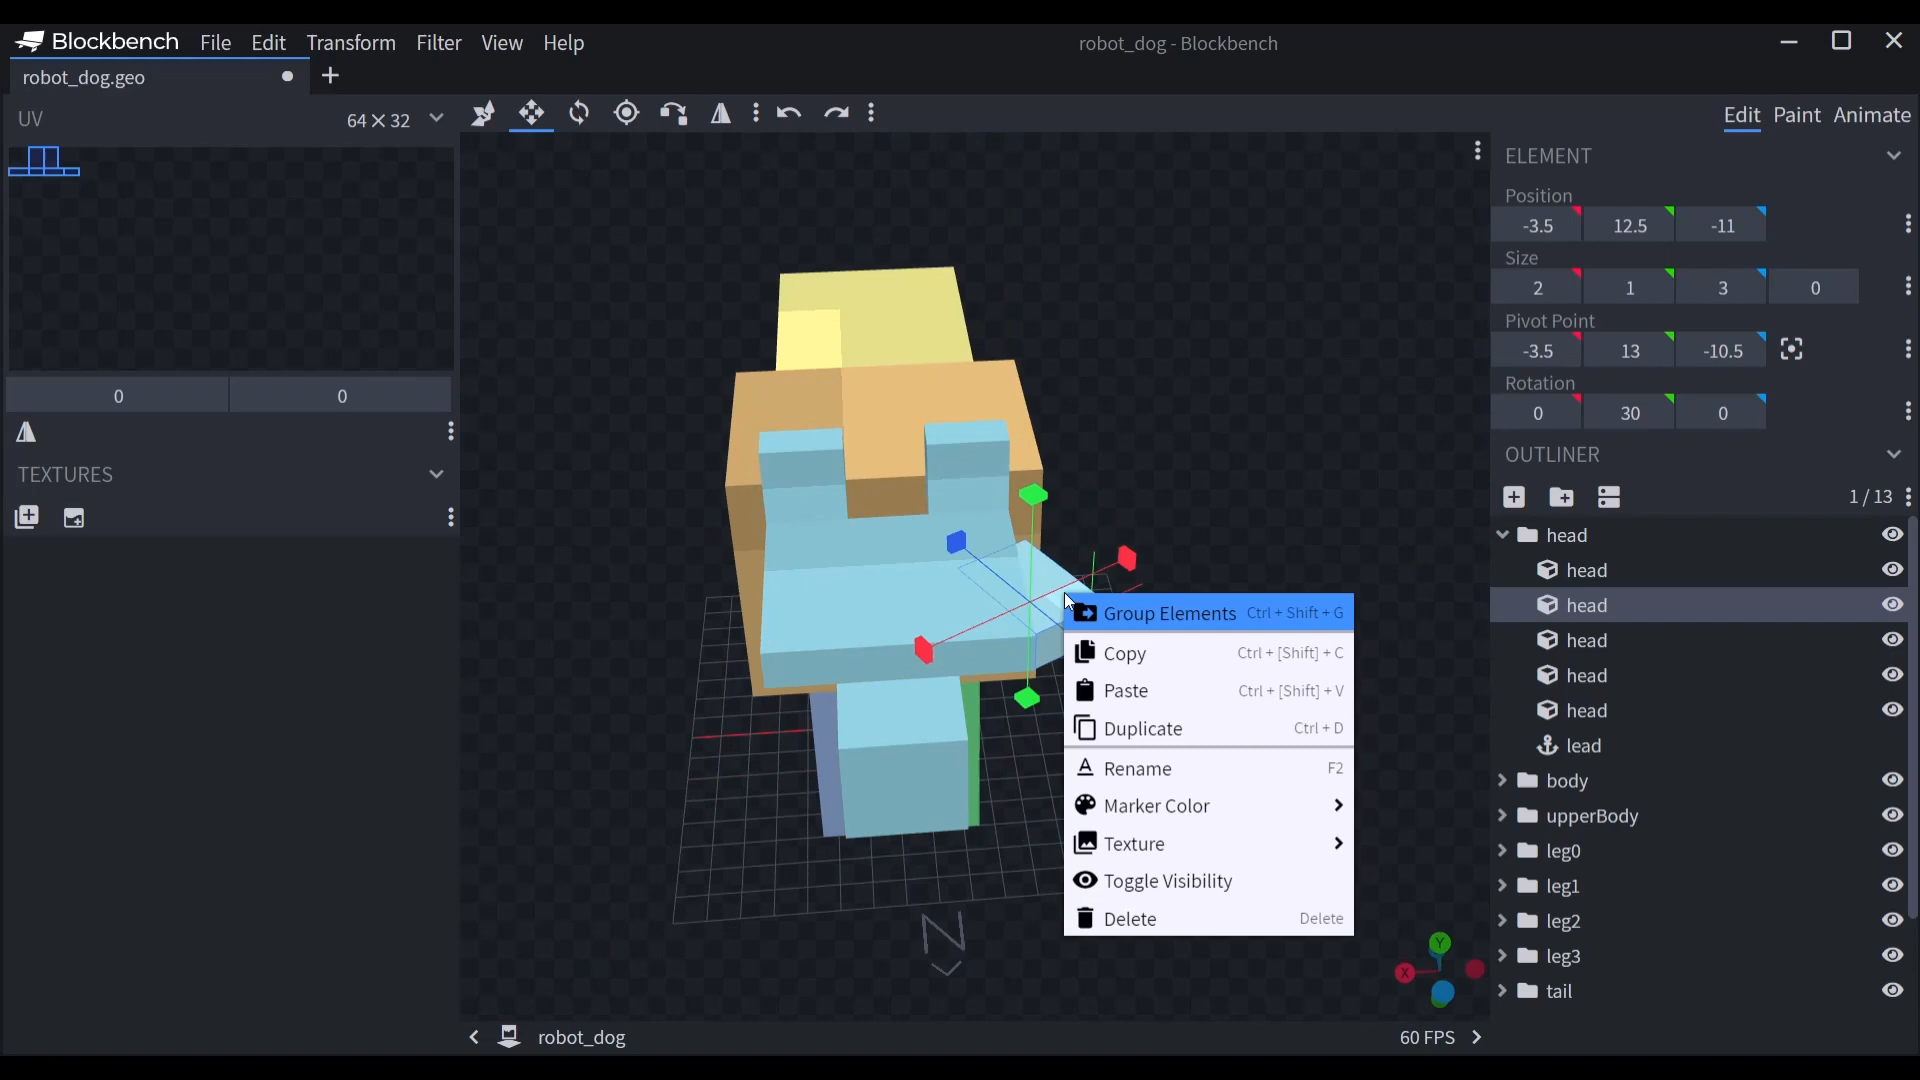 Blockbench File Edit Transform Filter View Help
robot_dog - Blockbench
robot_dog.geo
UV
64 × 32
0
0
TEXTURES
Edit Paint Animate
ELEMENT
Position
-3.5 12.5 -11
Size
2 1 3 0
Pivot Point
-3.5 13 -10.5
Rotation
0 30 0
OUTLINER
1 / 13
head
head
head
head
head
head
lead
body
upperBody
leg0
leg1
leg2
leg3
tail
Group Elements Ctrl + Shift + G
Copy Ctrl + [Shift] + C
Paste Ctrl + [Shift] + V
Duplicate Ctrl + D
Rename F2
Marker Color
Texture
Toggle Visibility
Delete Delete
N
Y
X
robot_dog
60 FPS